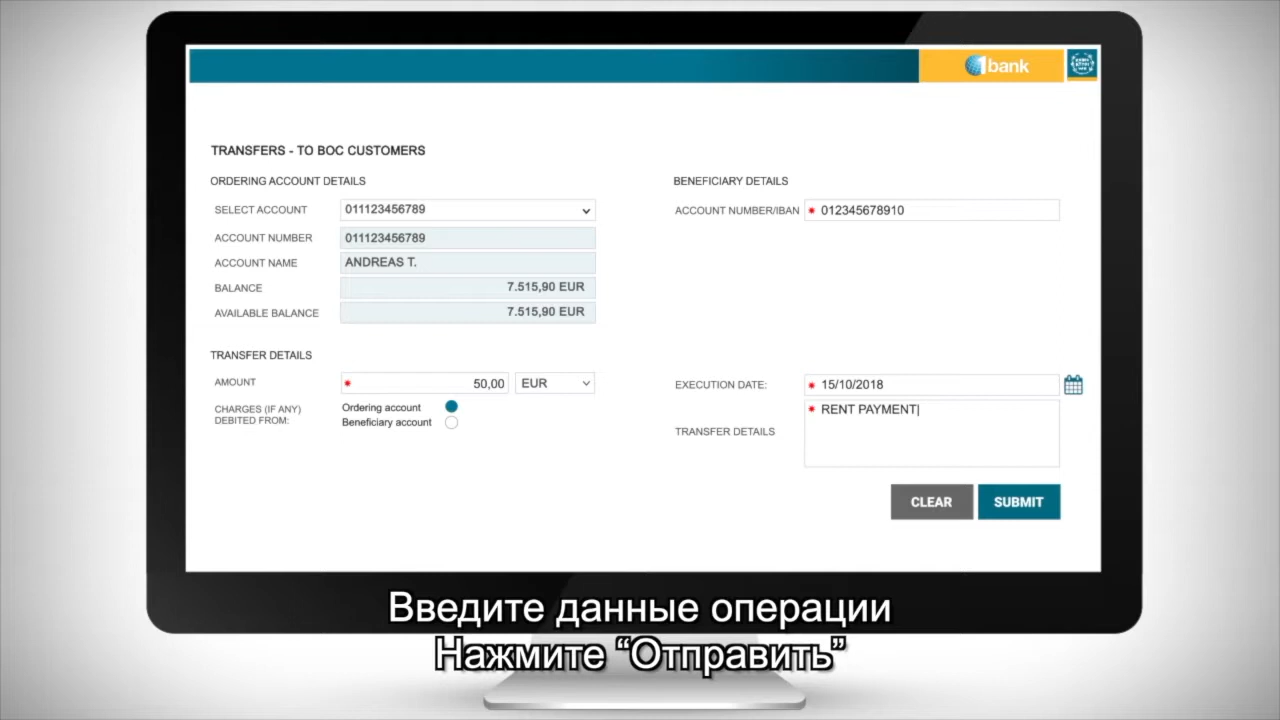 1bank
TRANSFERS - TO BOC CUSTOMERS
ORDERING ACCOUNT DETAILS
SELECT ACCOUNT 011123456789
ACCOUNT NUMBER 011123456789
ACCOUNT NAME ANDREAS T.
BALANCE 7.515,90 EUR
AVAILABLE BALANCE 7.515,90 EUR
BENEFICIARY DETAILS
ACCOUNT NUMBER/IBAN * 012345678910
TRANSFER DETAILS
AMOUNT * 50,00 EUR
CHARGES (IF ANY)
DEBITED FROM:
Ordering account
Beneficiary account
EXECUTION DATE: * 15/10/2018
TRANSFER DETAILS * RENT PAYMENT
CLEAR SUBMIT
Введите данные операции
Нажмите “Отправить”